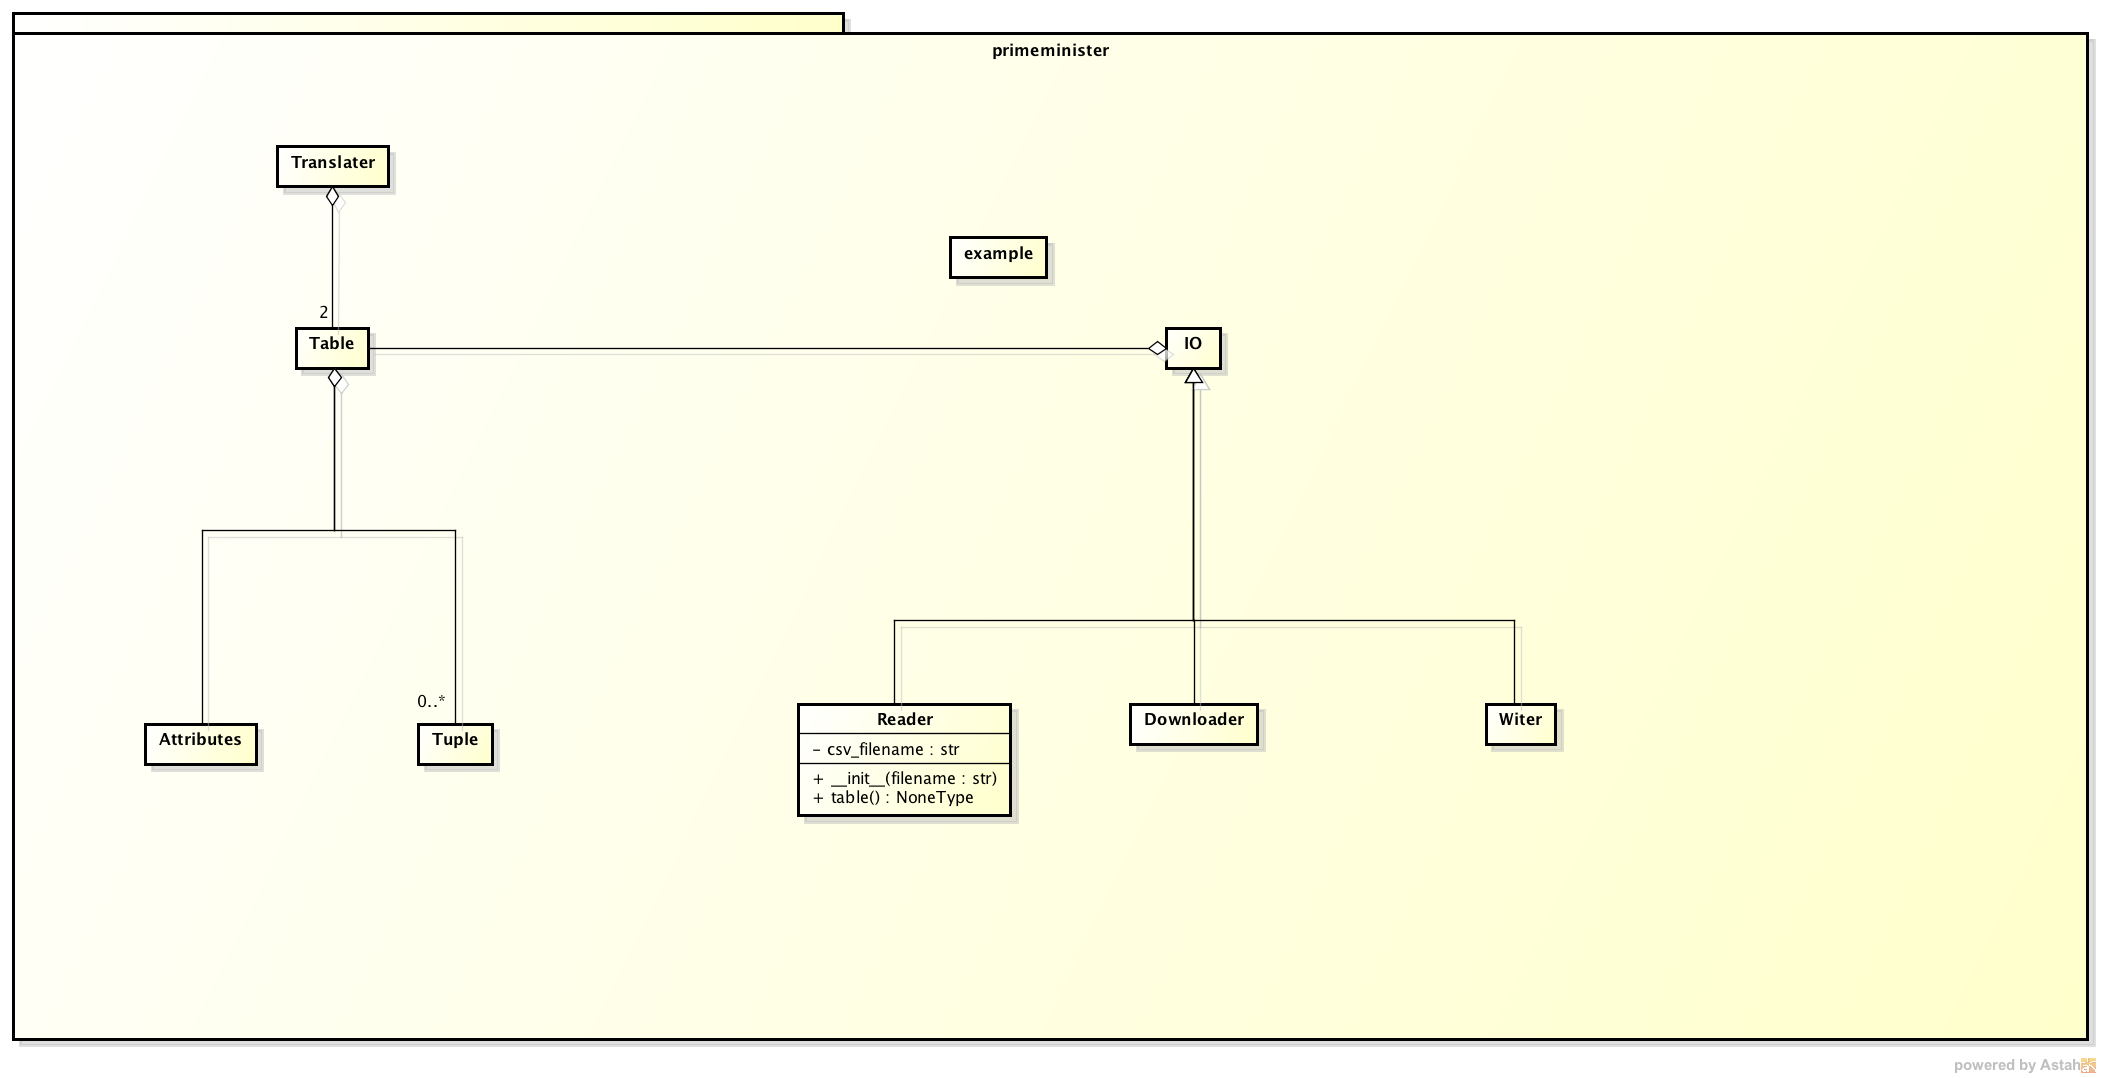 primeminister
Translater
example
2
Table
IO
0..*
Attributes
Tuple
Reader
- csv_filename : str
+ __init__(filename : str)
+ table() : NoneType
Downloader
Witer
powered by Astah